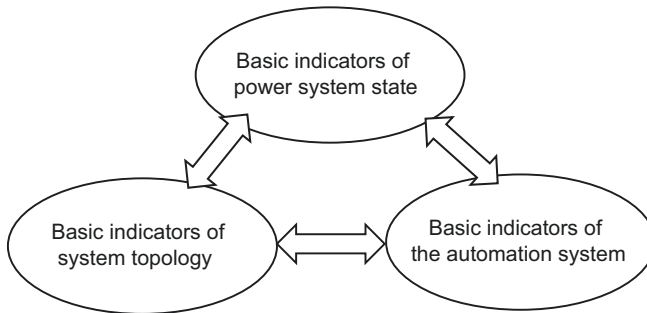 Basic indicators of
power system state
Basic indicators of
system topology
Basic indicators of
the automation system